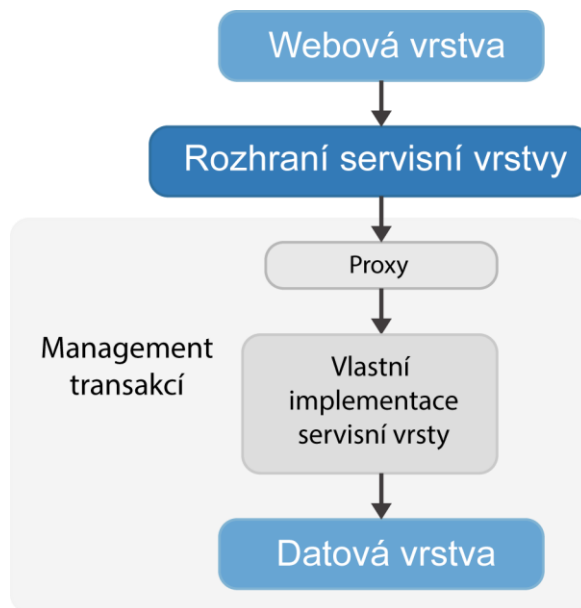 Webová vrstva
Rozhraní servisní vrstvy
Proxy
Management
transakcí
Vlastní
implementace
servisní vrsty
Datová vrstva